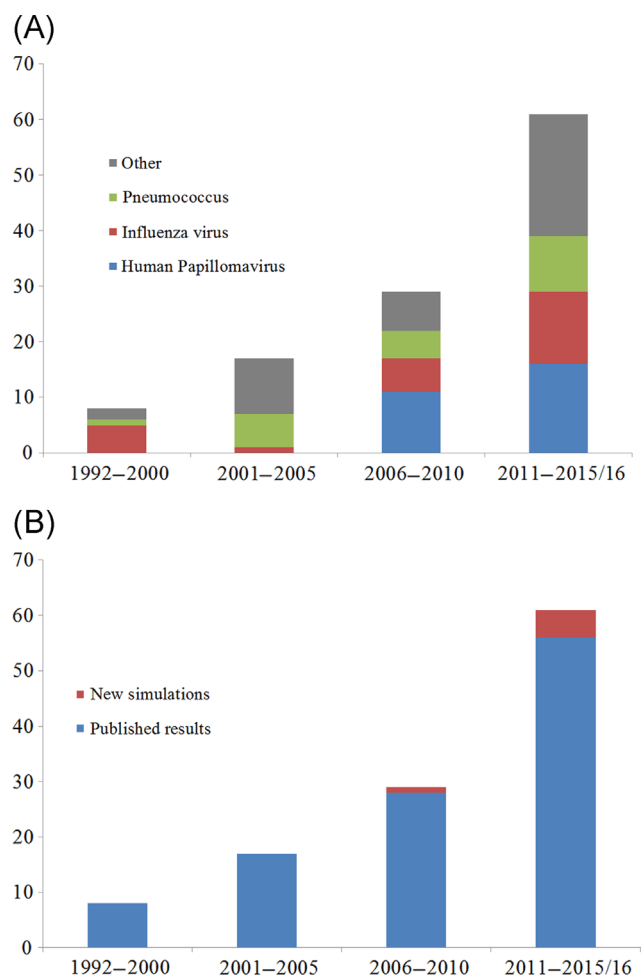 (A)
70
60
50
40
30
20
10
0
Other
Pneumococcus
Influenza virus
Human Papillomavirus
1992–2000 2001–2005 2006–2010 2011–2015/16
(B)
70
60
50
40
30
20
10
0
New simulations
Published results
1992–2000 2001–2005 2006–2010 2011–2015/16